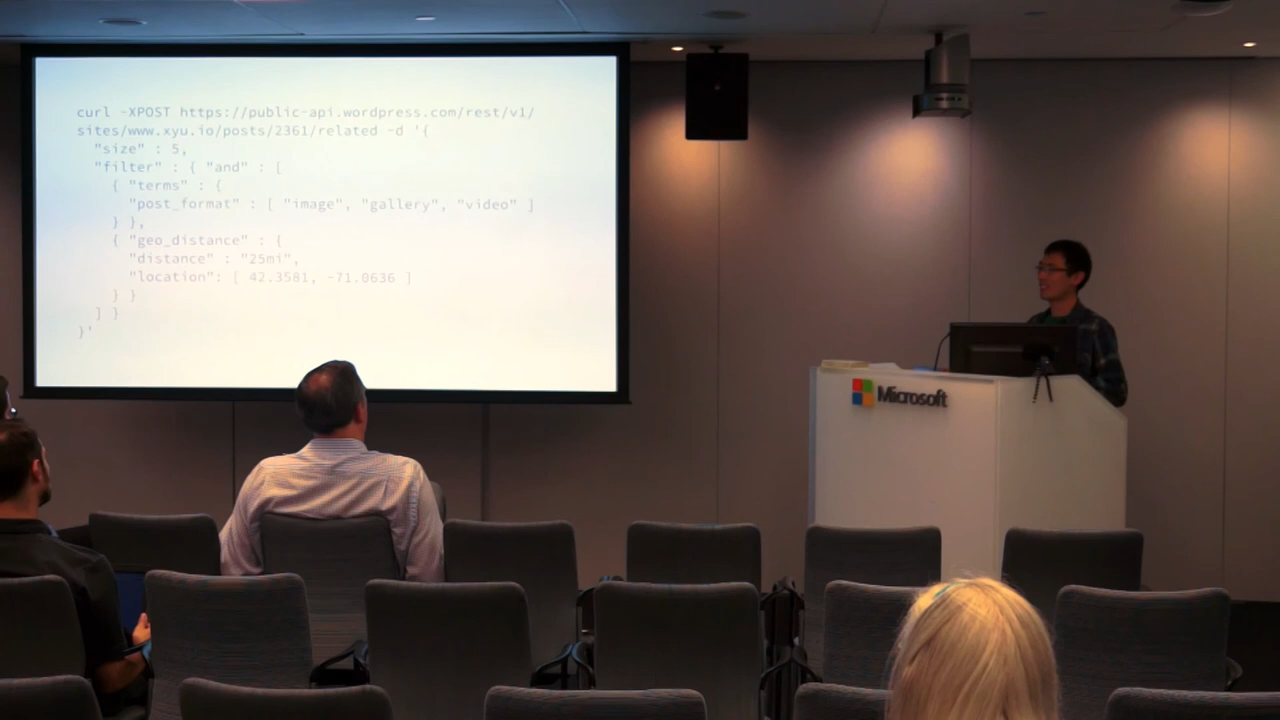 curl -XPOST https://public-api.wordpress.com/rest/v1/
sites/www.xyu.io/posts/2361/related -d '{
"size" : 5,
"filter" : { "and" : [
{ "terms" : {
"post_format" : [ "image", "gallery", "video" ]
} },
{ "geo_distance" : {
"distance" : "25mi",
"location": [ 42.3581, -71.0636 ]
} }
] }
}'
Microsoft